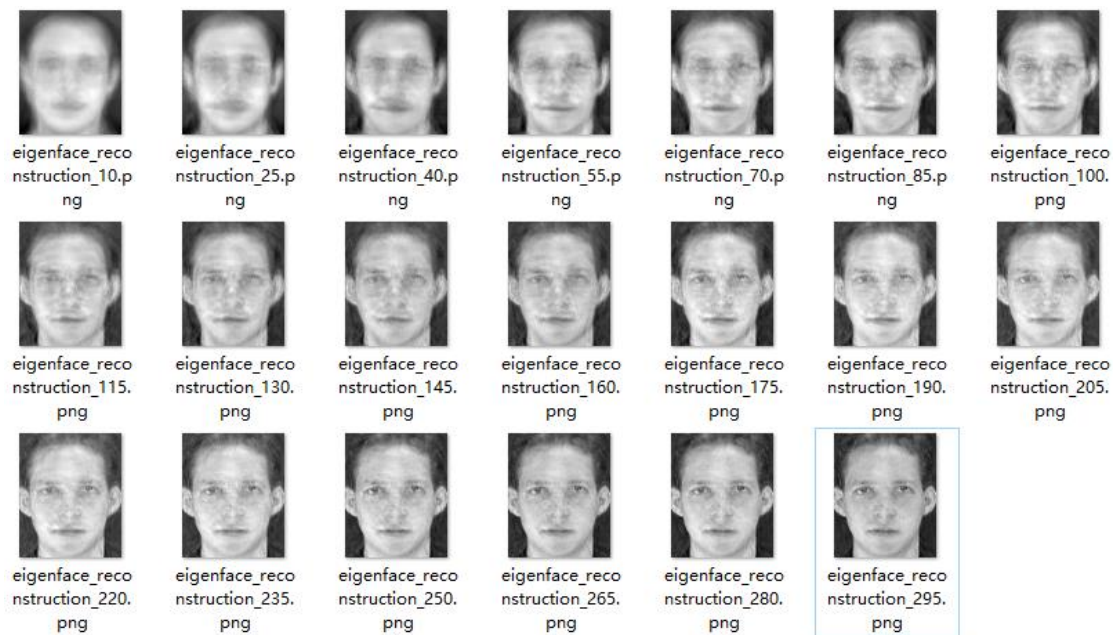 eigenface_reco
nstruction_10.p
ng
eigenface_reco
nstruction_25.p
ng
eigenface_reco
nstruction_40.p
ng
eigenface_reco
nstruction_55.p
ng
eigenface_reco
nstruction_70.p
ng
eigenface_reco
nstruction_85.p
ng
eigenface_reco
nstruction_100.
png
eigenface_reco
nstruction_115.
png
eigenface_reco
nstruction_130.
png
eigenface_reco
nstruction_145.
png
eigenface_reco
nstruction_160.
png
eigenface_reco
nstruction_175.
png
eigenface_reco
nstruction_190.
png
eigenface_reco
nstruction_205.
png
eigenface_reco
nstruction_220.
png
eigenface_reco
nstruction_235.
png
eigenface_reco
nstruction_250.
png
eigenface_reco
nstruction_265.
png
eigenface_reco
nstruction_280.
png
eigenface_reco
nstruction_295.
png